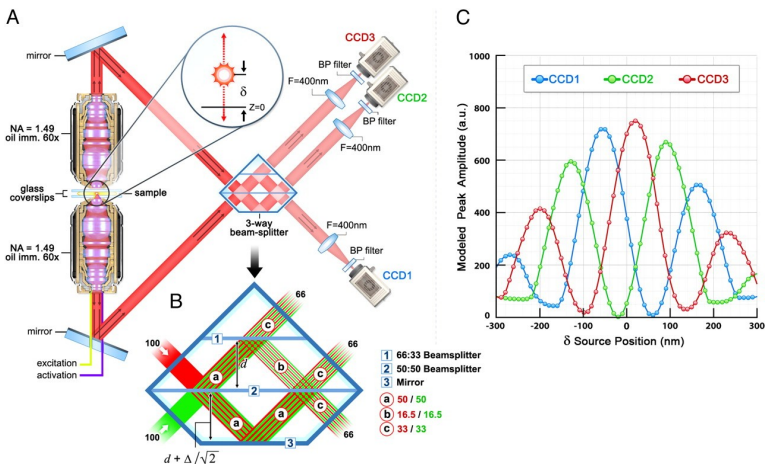 A
mirror
NA = 1.49
oil imm. 60x
glass
coverslips
sample
NA = 1.49
oil imm. 60x
mirror
excitation
activation
δ
Z=0
3-way
beam-splitter
CCD3
BP filter
F=400nm
CCD2
BP filter
F=400nm
F=400nm
BP filter
CCD1
B
100
100
1
2
3
d
d + Δ/√2
a
a
a
b
c
c
c
66
66
66
1 66:33 Beamsplitter
2 50:50 Beamsplitter
3 Mirror
a 50 / 50
b 16.5 / 16.5
c 33 / 33
C
Modeled Peak Amplitude (a.u.)
1000
800
600
400
200
0
CCD1 CCD2 CCD3
-300 -200 -100 0 100 200 300
δ Source Position (nm)